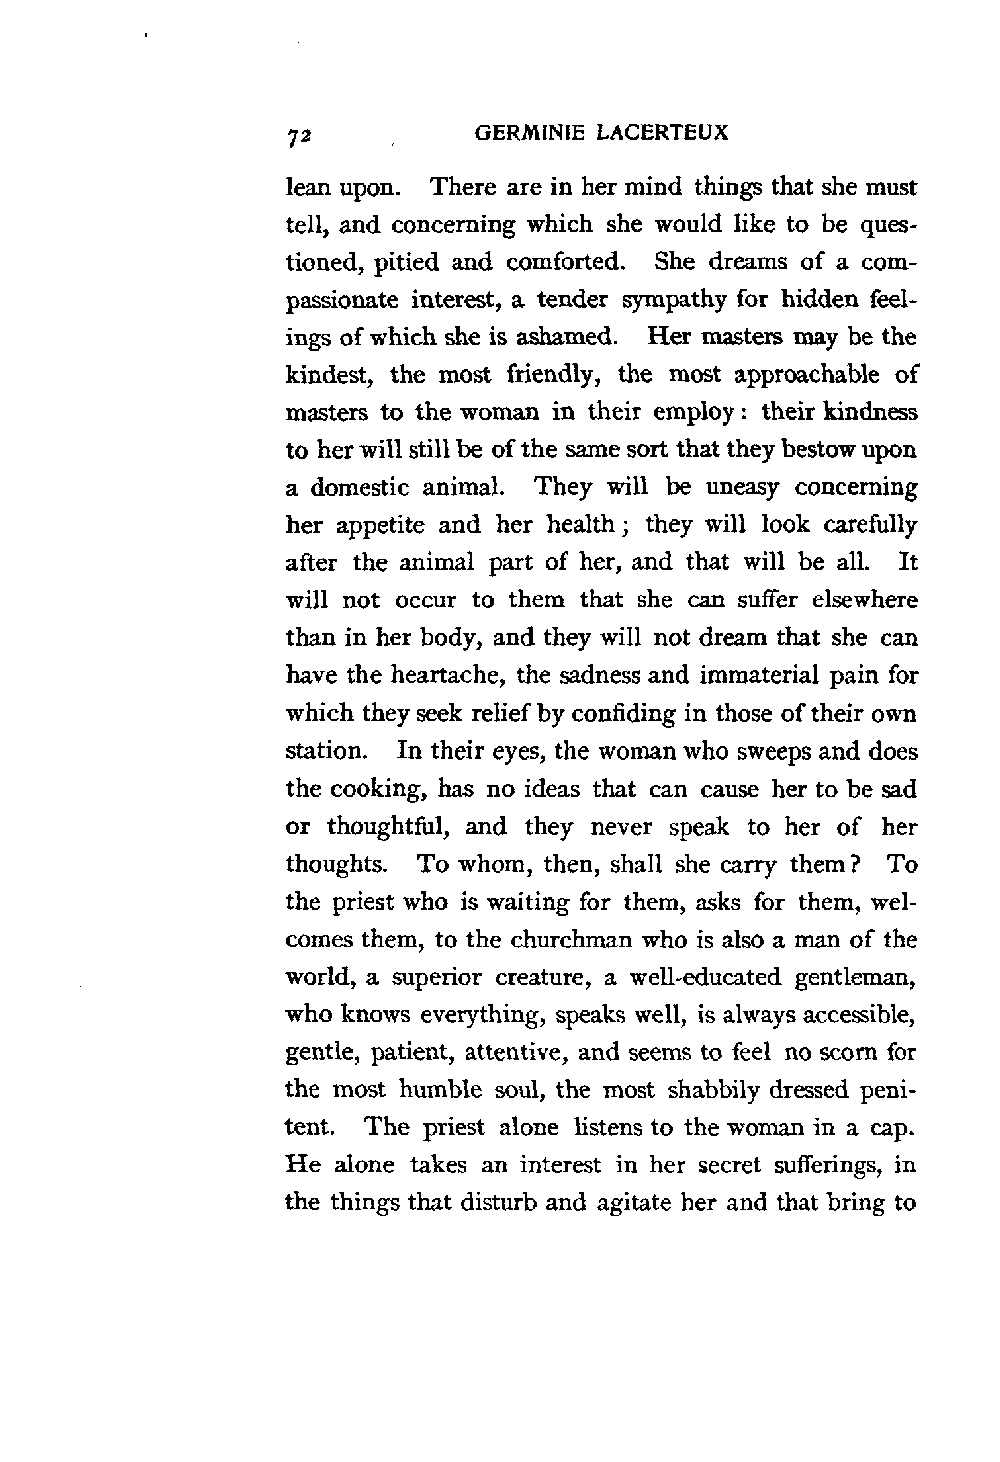 72 GERMINIE LACERTEUX
lean upon. There are in her mind things that she must
tell, and concerning which she would like to be ques-
tioned, pitied and comforted. She dreams of a com-
passionate interest, a tender sympathy for hidden feel-
ings of which she is ashamed. Her masters may be the
kindest, the most friendly, the most approachable of
masters to the woman in their employ: their kindness
to her will still be of the same sort that they bestow upon
a domestic animal. They will be uneasy concerning
her appetite and her health; they will look carefully
after the animal part of her, and that will be all. It
will not occur to them that she can suffer elsewhere
than in her body, and they will not dream that she can
have the heartache, the sadness and immaterial pain for
which they seek relief by confiding in those of their own
station. In their eyes, the woman who sweeps and does
the cooking, has no ideas that can cause her to be sad
or thoughtful, and they never speak to her of her
thoughts. To whom, then, shall she carry them? To
the priest who is waiting for them, asks for them, wel-
comes them, to the churchman who is also a man of the
world, a superior creature, a well-educated gentleman,
who knows everything, speaks well, is always accessible,
gentle, patient, attentive, and seems to feel no scorn for
the most humble soul, the most shabbily dressed peni-
tent. The priest alone listens to the woman in a cap.
He alone takes an interest in her secret sufferings, in
the things that disturb and agitate her and that bring to